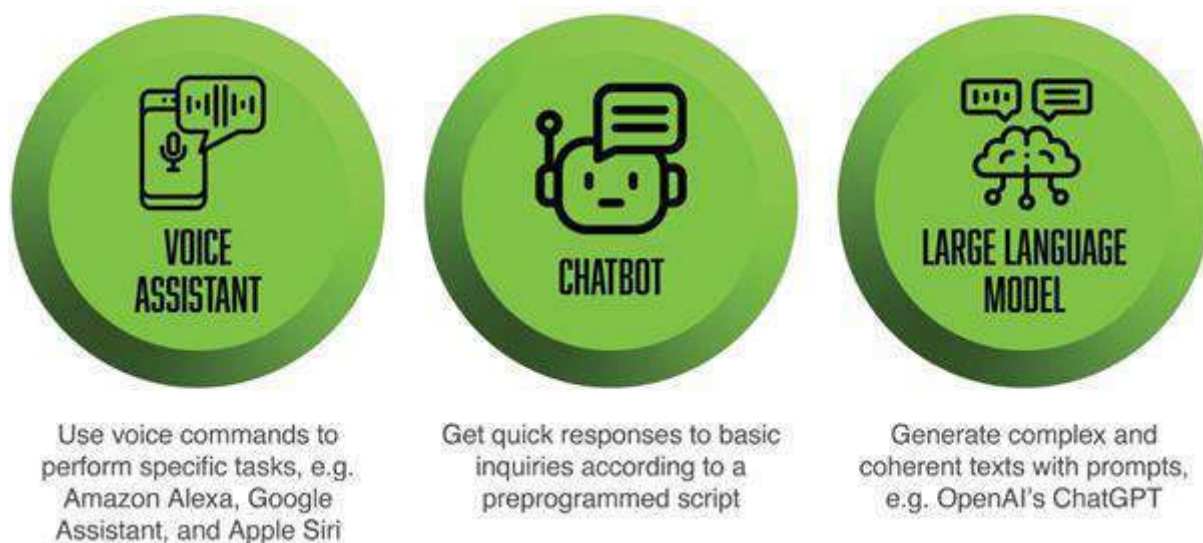 VOICE
ASSISTANT
Use voice commands to
perform specific tasks, e.g.
Amazon Alexa, Google
Assistant, and Apple Siri
CHATBOT
Get quick responses to basic
inquiries according to a
preprogrammed script
LARGE LANGUAGE
MODEL
Generate complex and
coherent texts with prompts,
e.g. OpenAI's ChatGPT